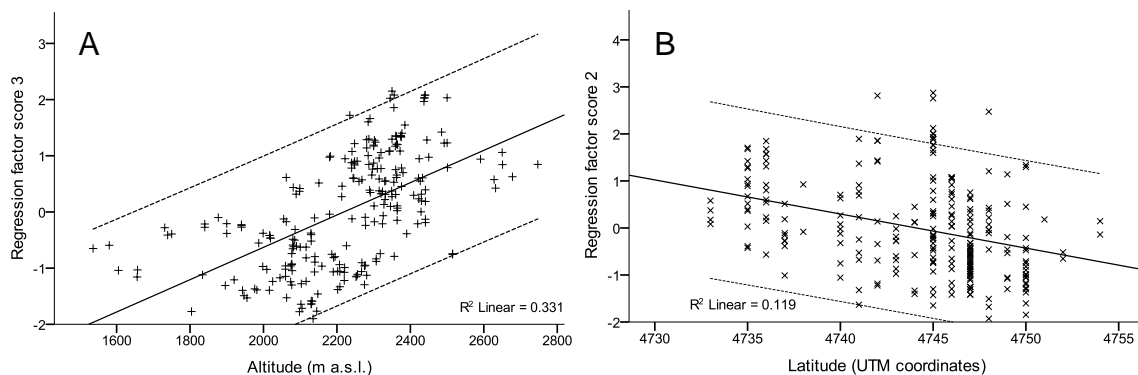 A
Regression factor score 3
3
2
1
0
-1
-2
R² Linear = 0.331
1600 1800 2000 2200 2400 2600 2800
Altitude (m a.s.l.)
B
Regression factor score 2
4
3
2
1
0
-1
-2
R² Linear = 0.119
4730 4735 4740 4745 4750 4755
Latitude (UTM coordinates)